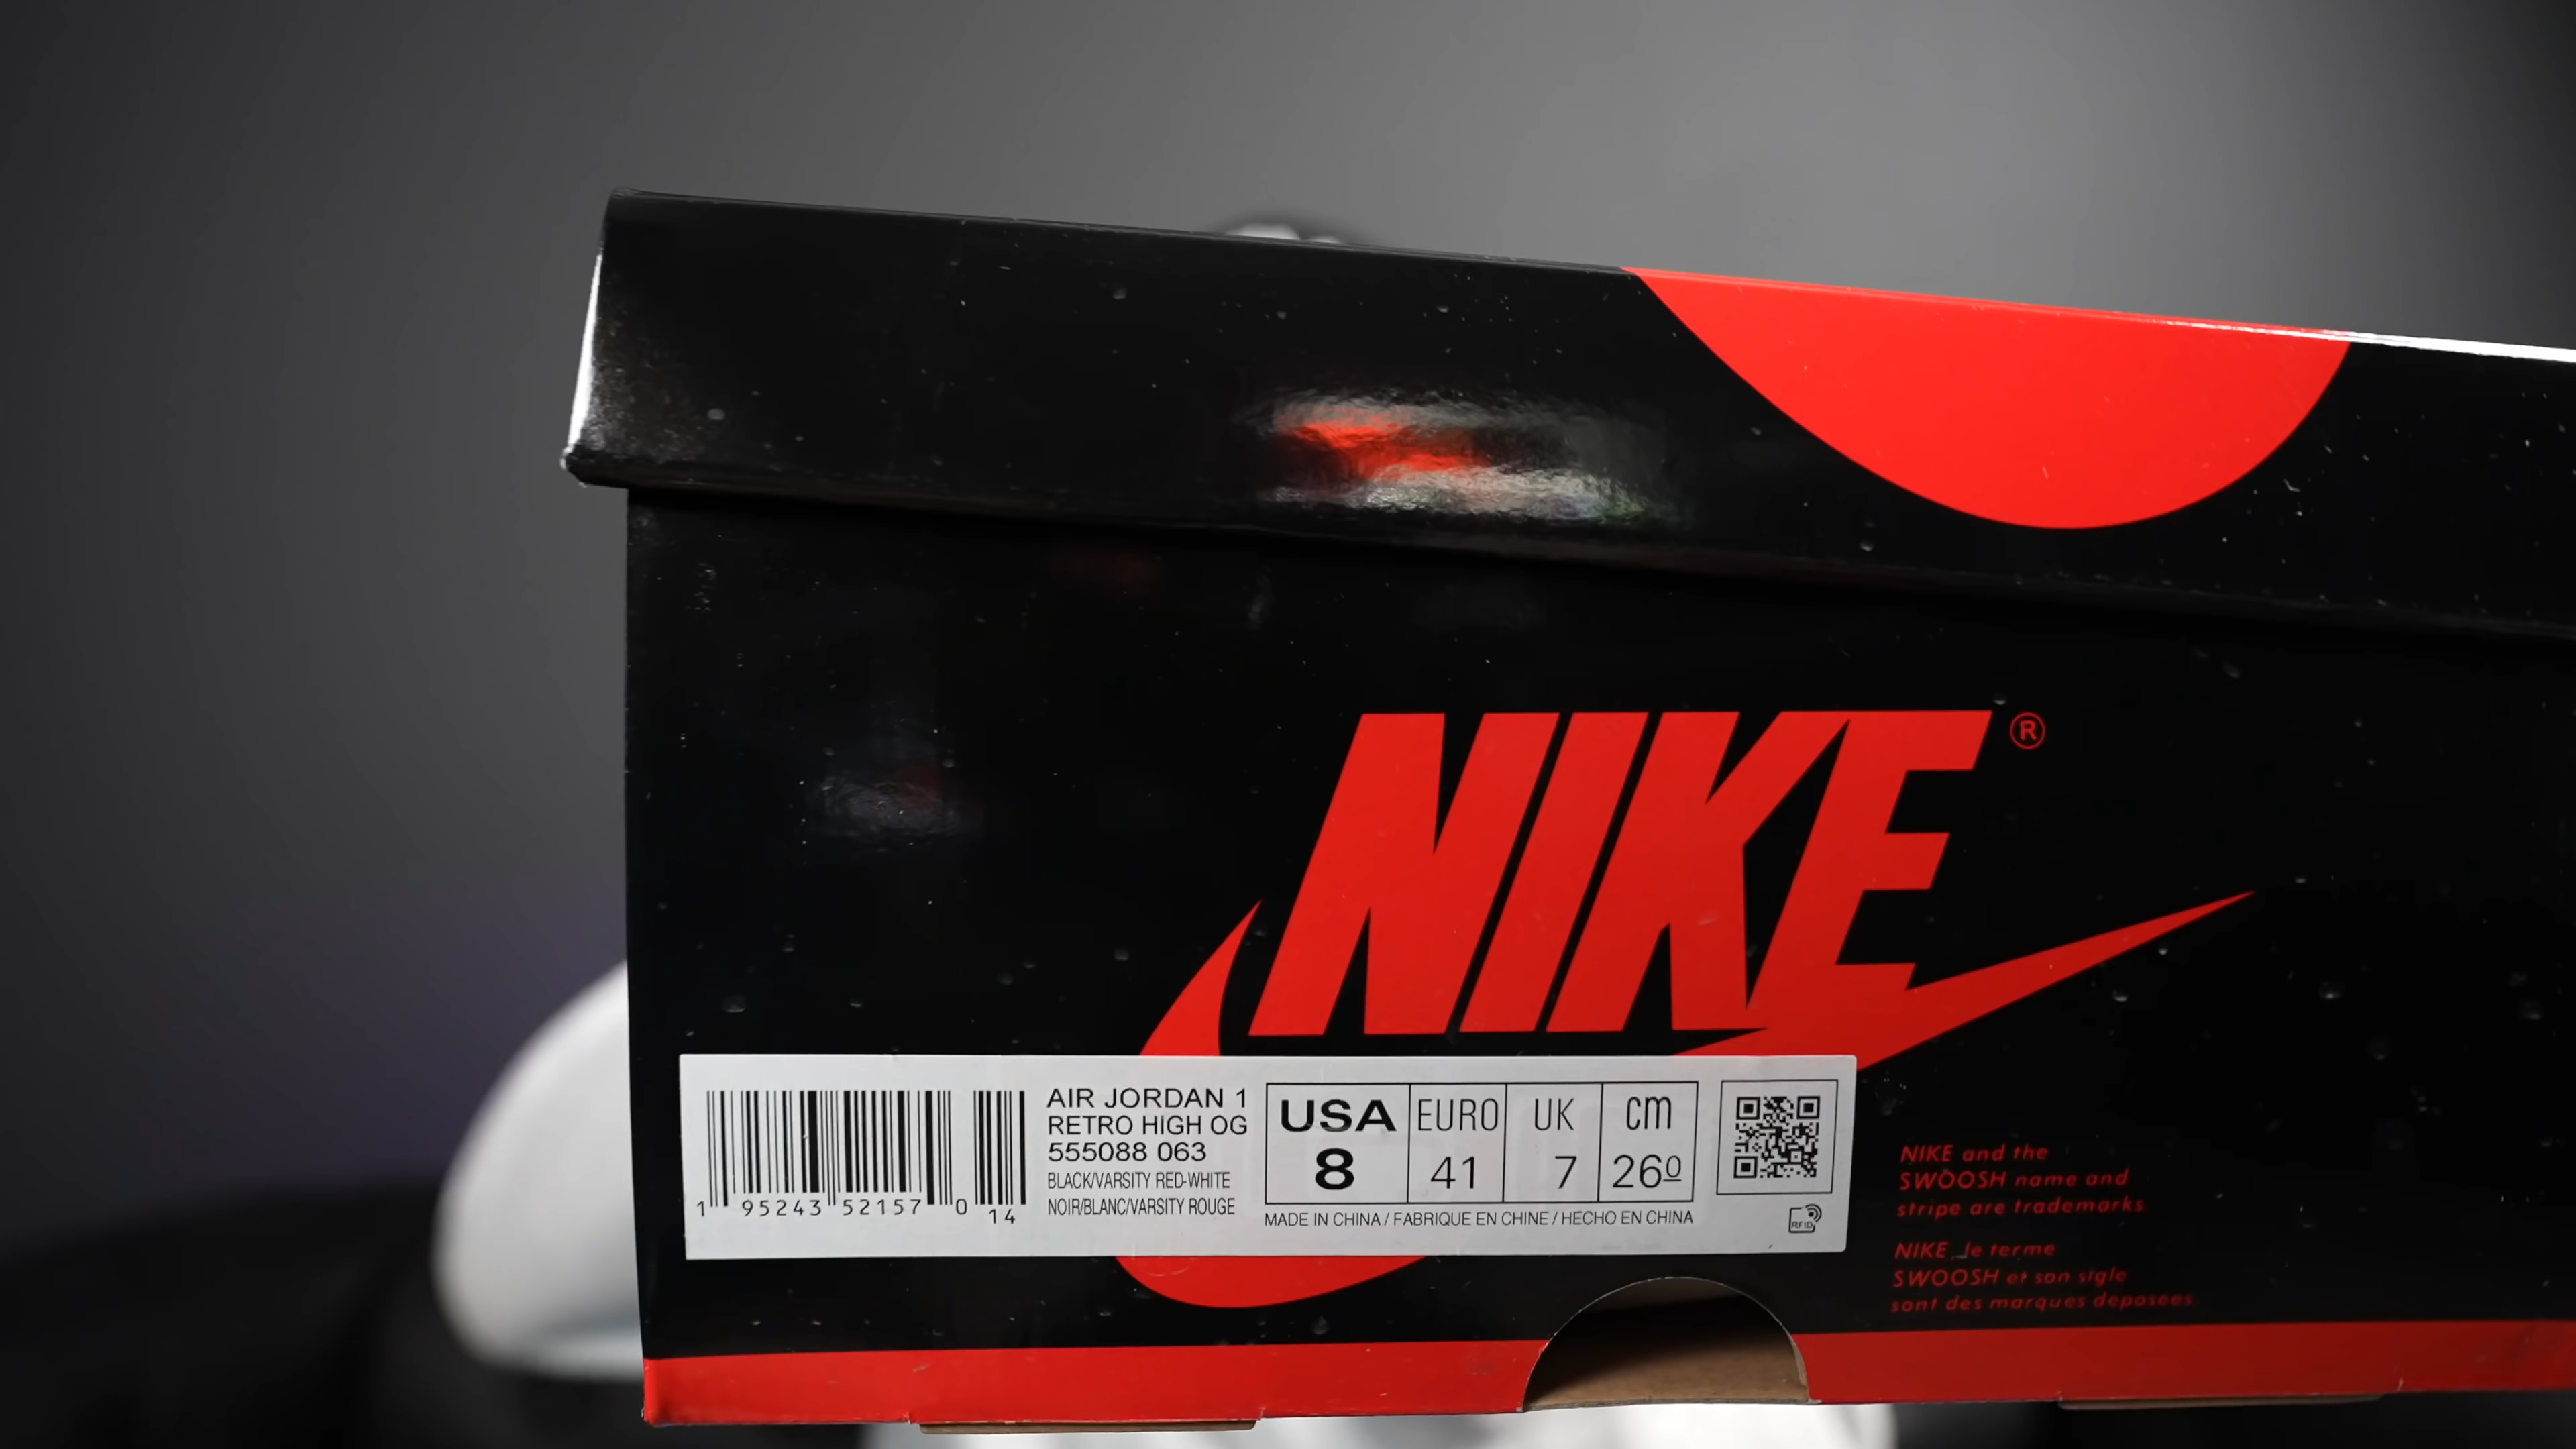 NIKE®
1 95243 52157 0 14
AIR JORDAN 1
RETRO HIGH OG
555088 063
BLACK/VARSITY RED-WHITE
NOIR/BLANC/VARSITY ROUGE
USA EURO UK cm
8 41 7 260
MADE IN CHINA / FABRIQUE EN CHINE / HECHO EN CHINA
RFID
NIKE and the
SWOOSH name and
stripe are trademarks
NIKE, le terme
SWOOSH et son sigle
sont des marques deposees